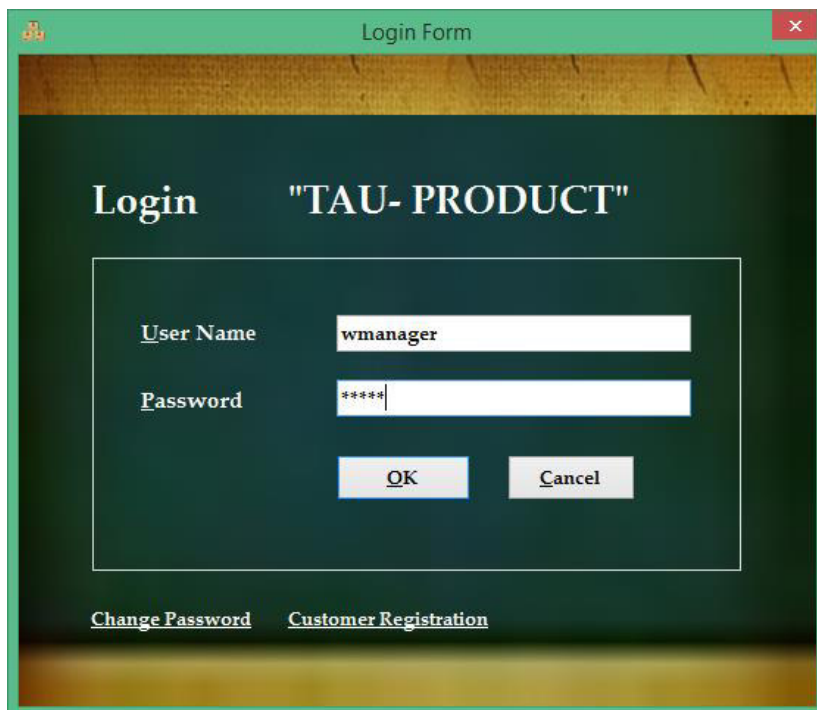 Login Form
Login "TAU- PRODUCT"
User Name wmanager
Password *****
OK Cancel
Change Password Customer Registration